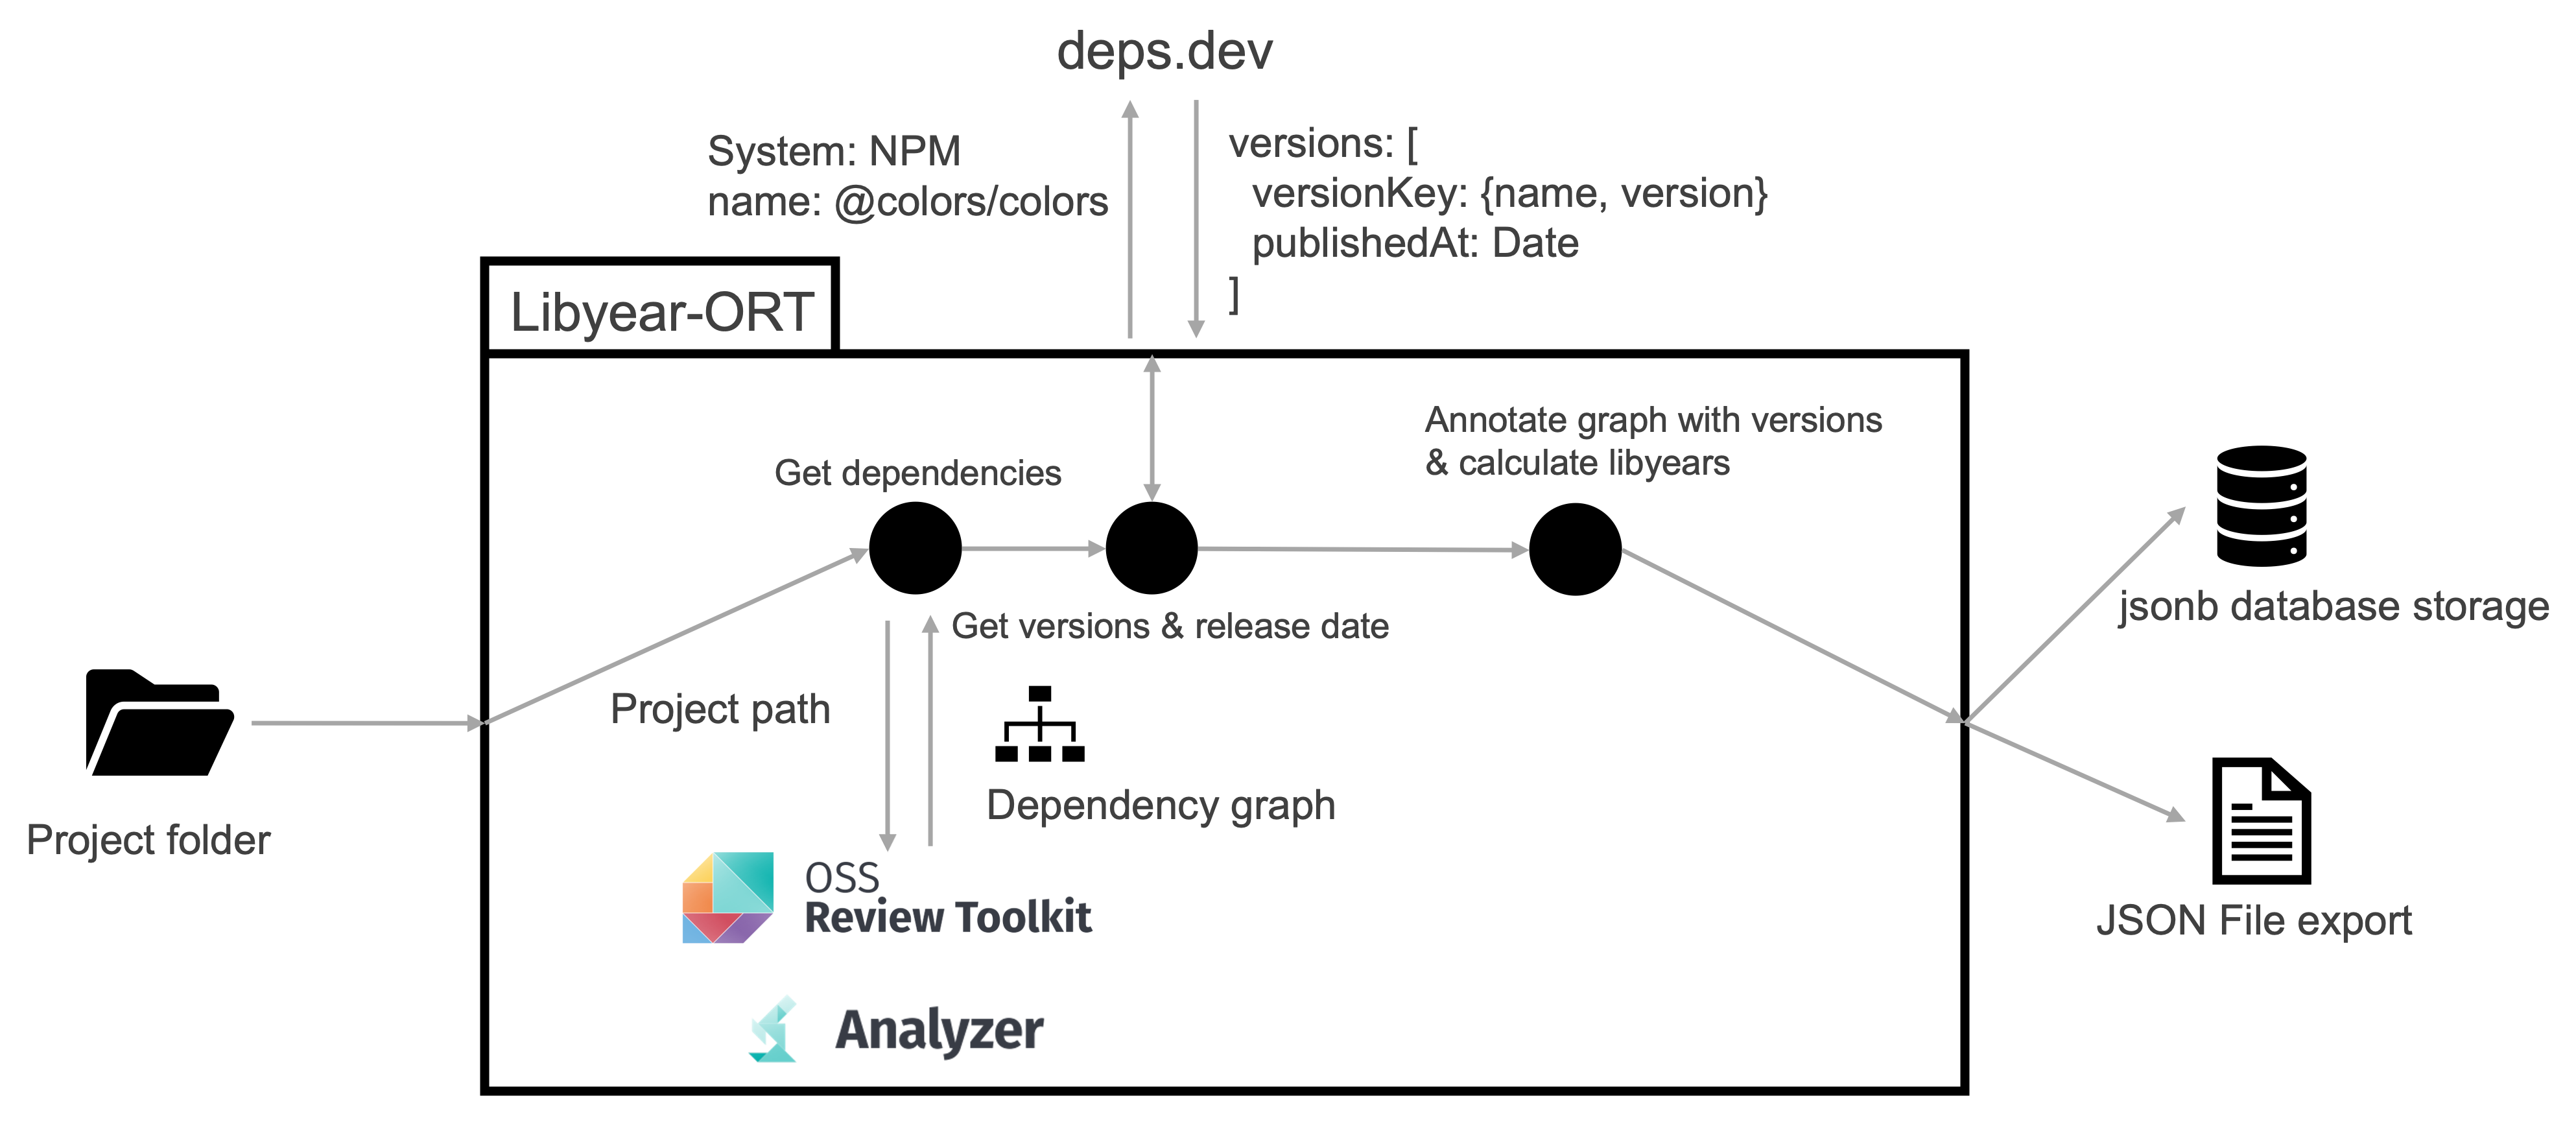 deps.dev
System: NPM
name: @colors/colors
versions: [
versionKey: {name, version}
publishedAt: Date
]
Libyear-ORT
Annotate graph with versions
& calculate libyears
Get dependencies
Get versions & release date
Project path
Dependency graph
Project folder
OSS
Review Toolkit
Analyzer
jsonb database storage
JSON File export